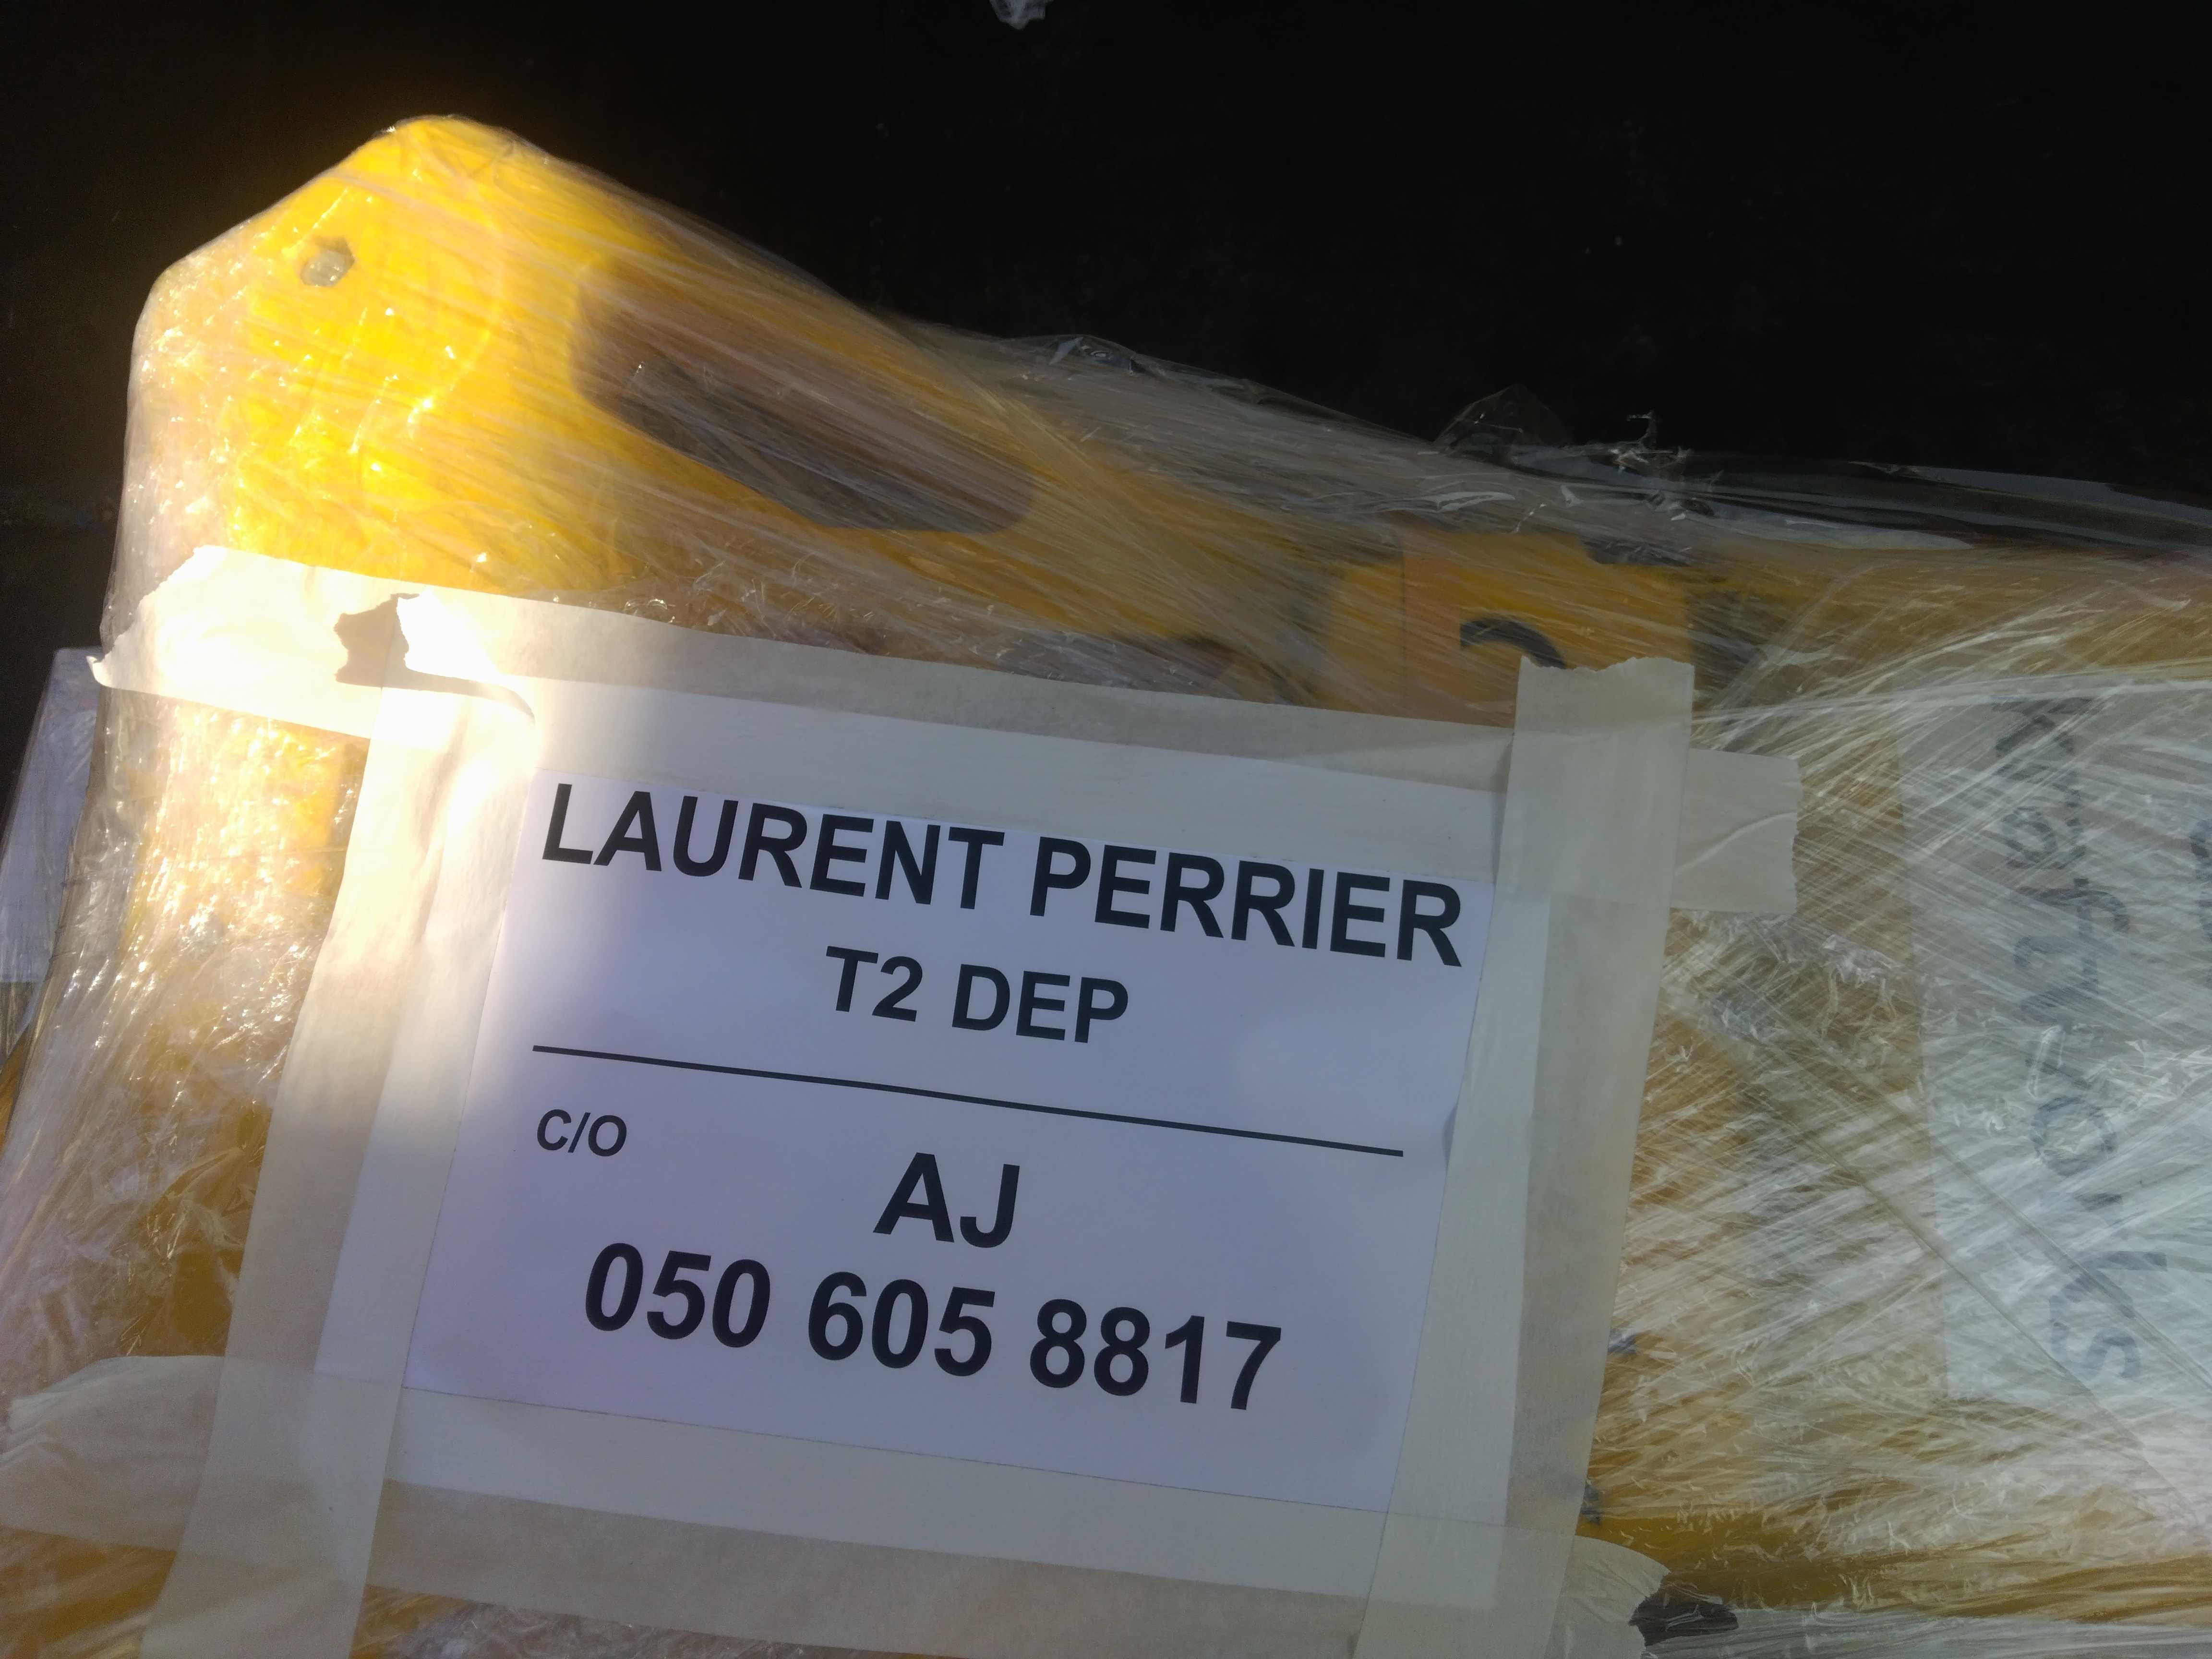 LAURENT PERRIER
T2 DEP
C/O
AJ
050 605 8817